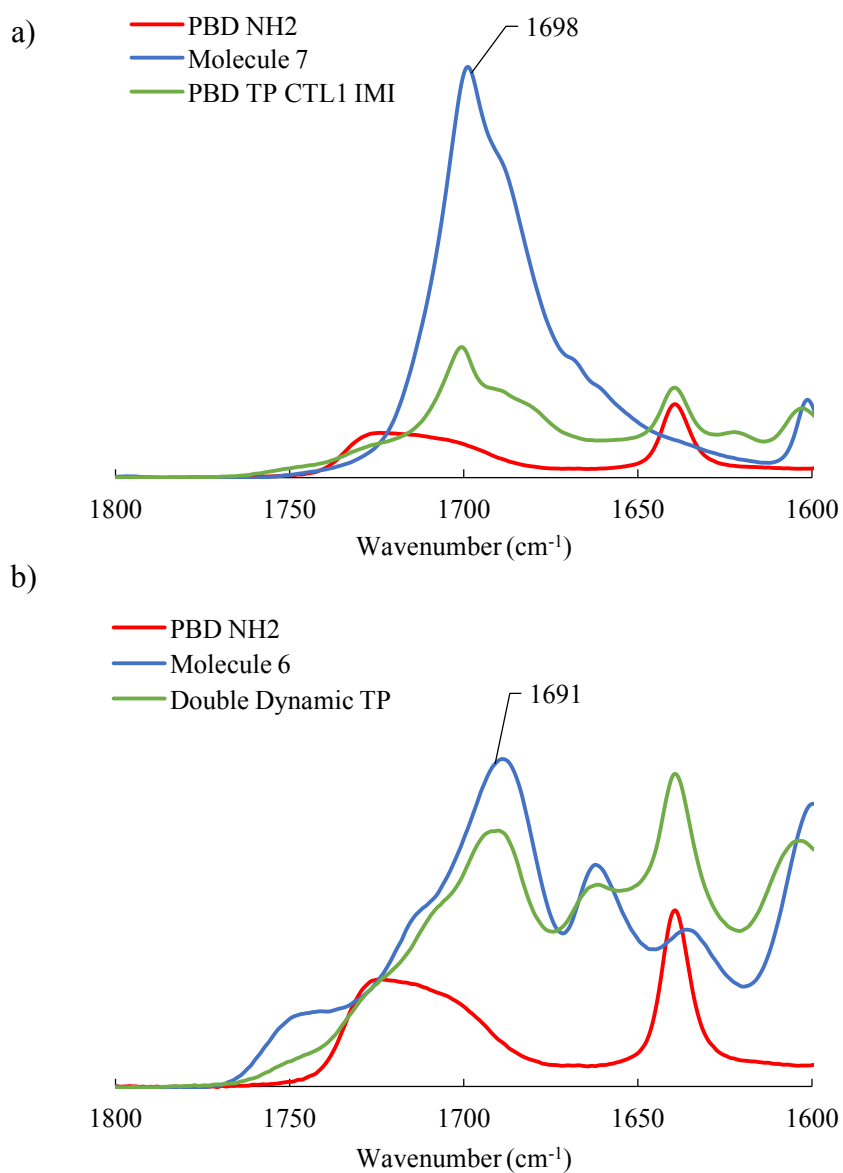 a)
PBD NH2
Molecule 7
PBD TP CTL1 IMI
1698
1800 1750 1700 1650 1600
Wavenumber (cm-1)
b)
PBD NH2
Molecule 6
Double Dynamic TP
1691
1800 1750 1700 1650 1600
Wavenumber (cm-1)